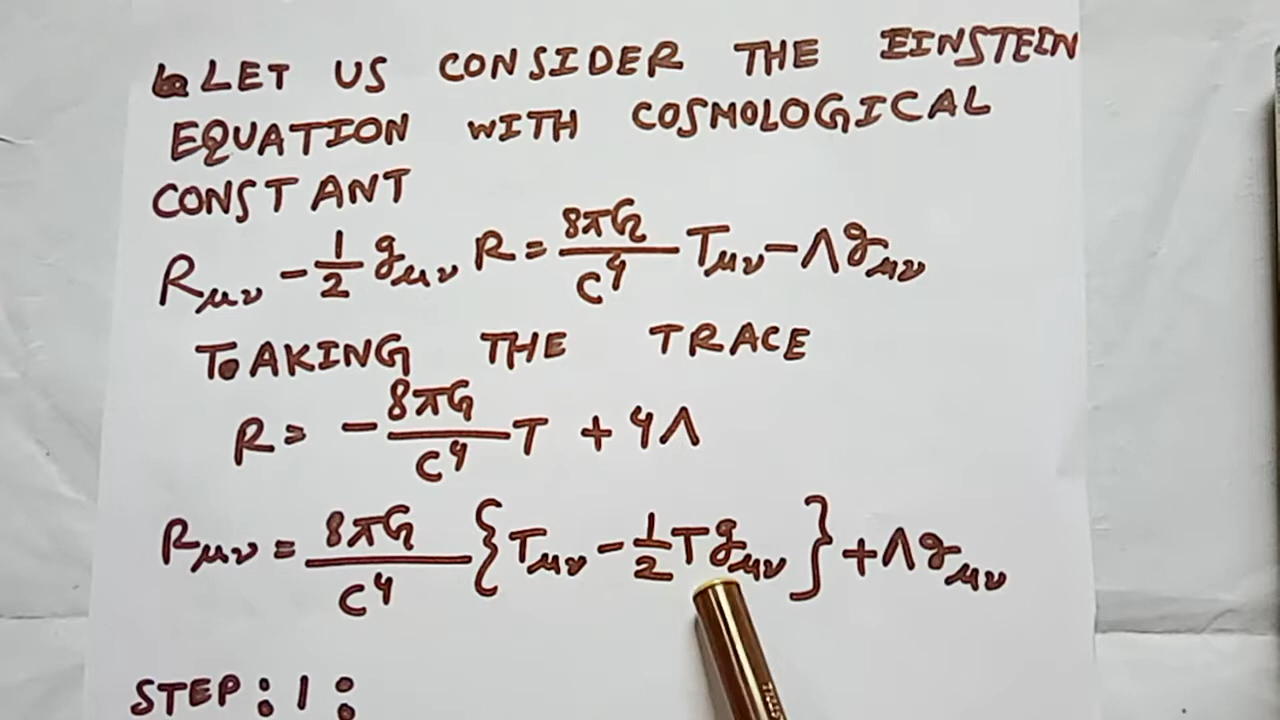 LET US CONSIDER THE EINSTEIN
EQUATION WITH COSMOLOGICAL
CONSTANT
Rμν - 1/2 gμν R = 8πG/c⁴ Tμν - Λgμν
TAKING THE TRACE
R = - 8πG/c⁴ T + 4Λ
Rμν = 8πG/c⁴ {Tμν - 1/2 T gμν} + Λgμν
STEP : 1 :